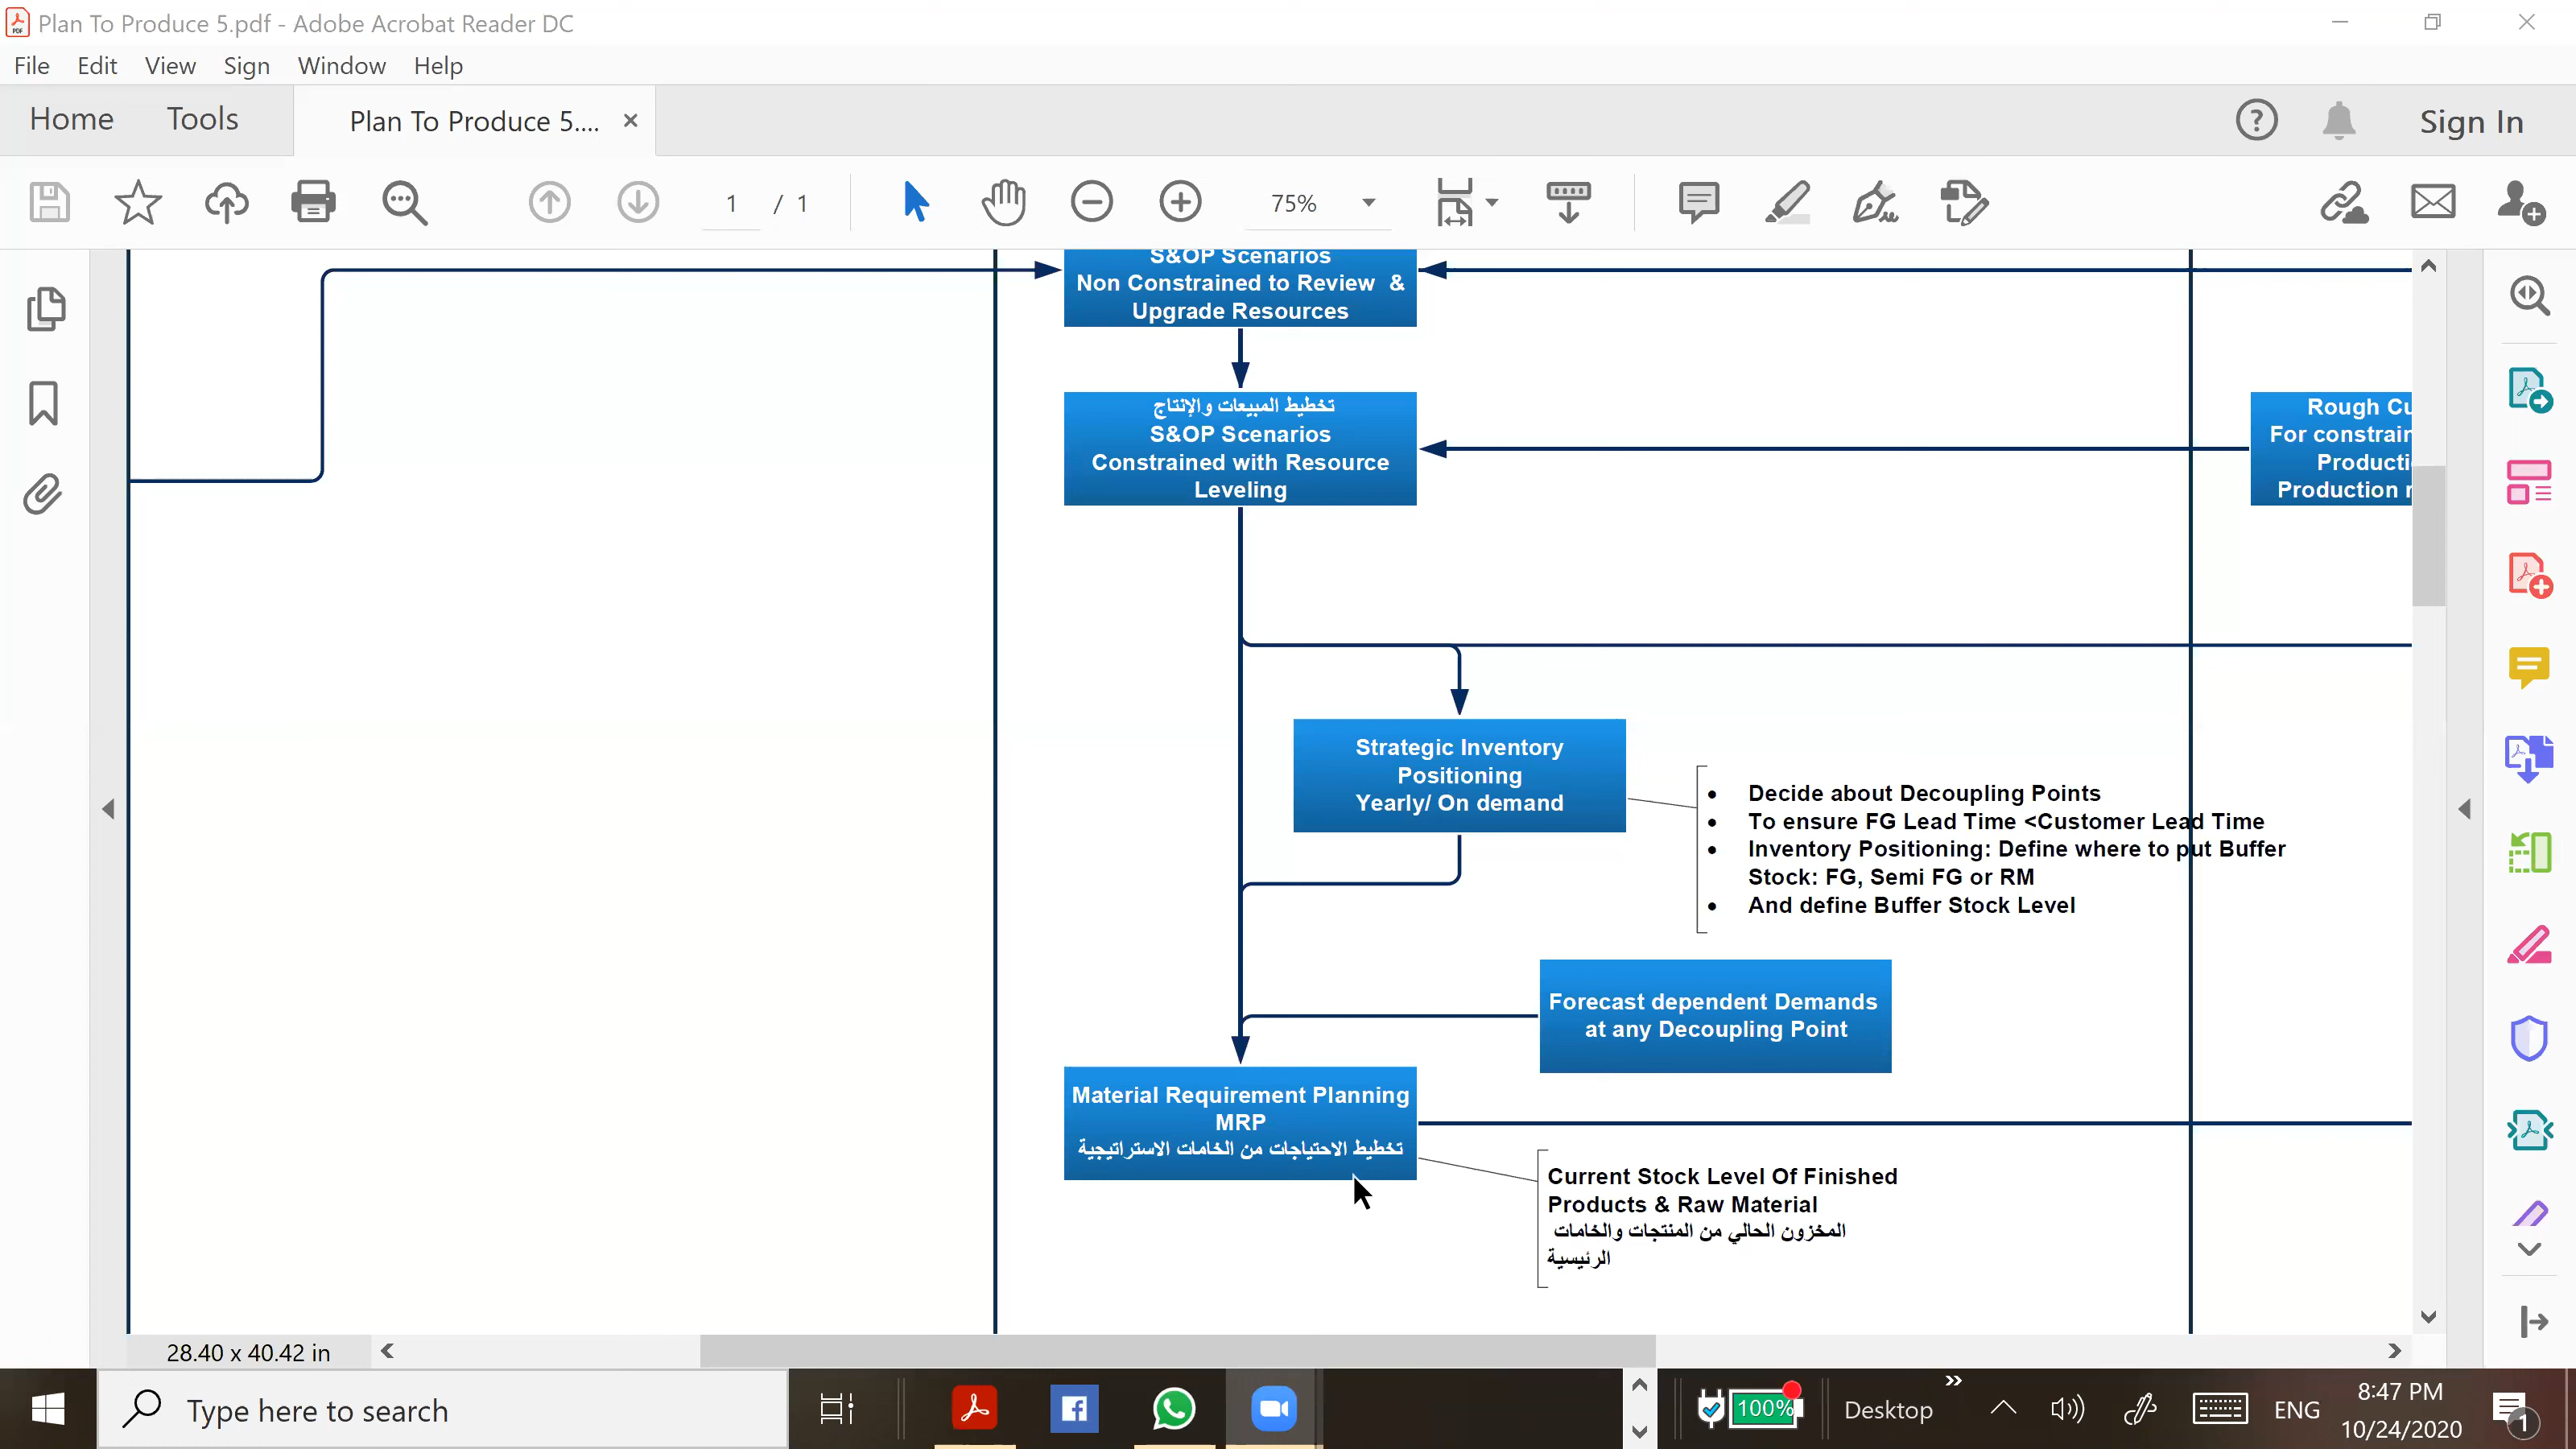 Plan To Produce 5.pdf - Adobe Acrobat Reader DC
File Edit View Sign Window Help
Home Tools Plan To Produce 5.... Sign In
1 / 1 75%
S&OP Scenarios
Non Constrained to Review &
Upgrade Resources
تخطيط المبيعات والإنتاج
S&OP Scenarios
Constrained with Resource
Leveling
Rough Cu
For constrain
Producti
Production
Strategic Inventory
Positioning
Yearly/ On demand
• Decide about Decoupling Points
• To ensure FG Lead Time <Customer Lead Time
• Inventory Positioning: Define where to put Buffer
Stock: FG, Semi FG or RM
• And define Buffer Stock Level
Forecast dependent Demands
at any Decoupling Point
Material Requirement Planning
MRP
تخطيط الاحتياجات من الخامات الاستراتيجية
Current Stock Level Of Finished
Products & Raw Material
المخزون الحالي من المنتجات والخامات
الرئيسية
28.40 x 40.42 in
Type here to search
100%
Desktop
ENG
8:47 PM
10/24/2020
1